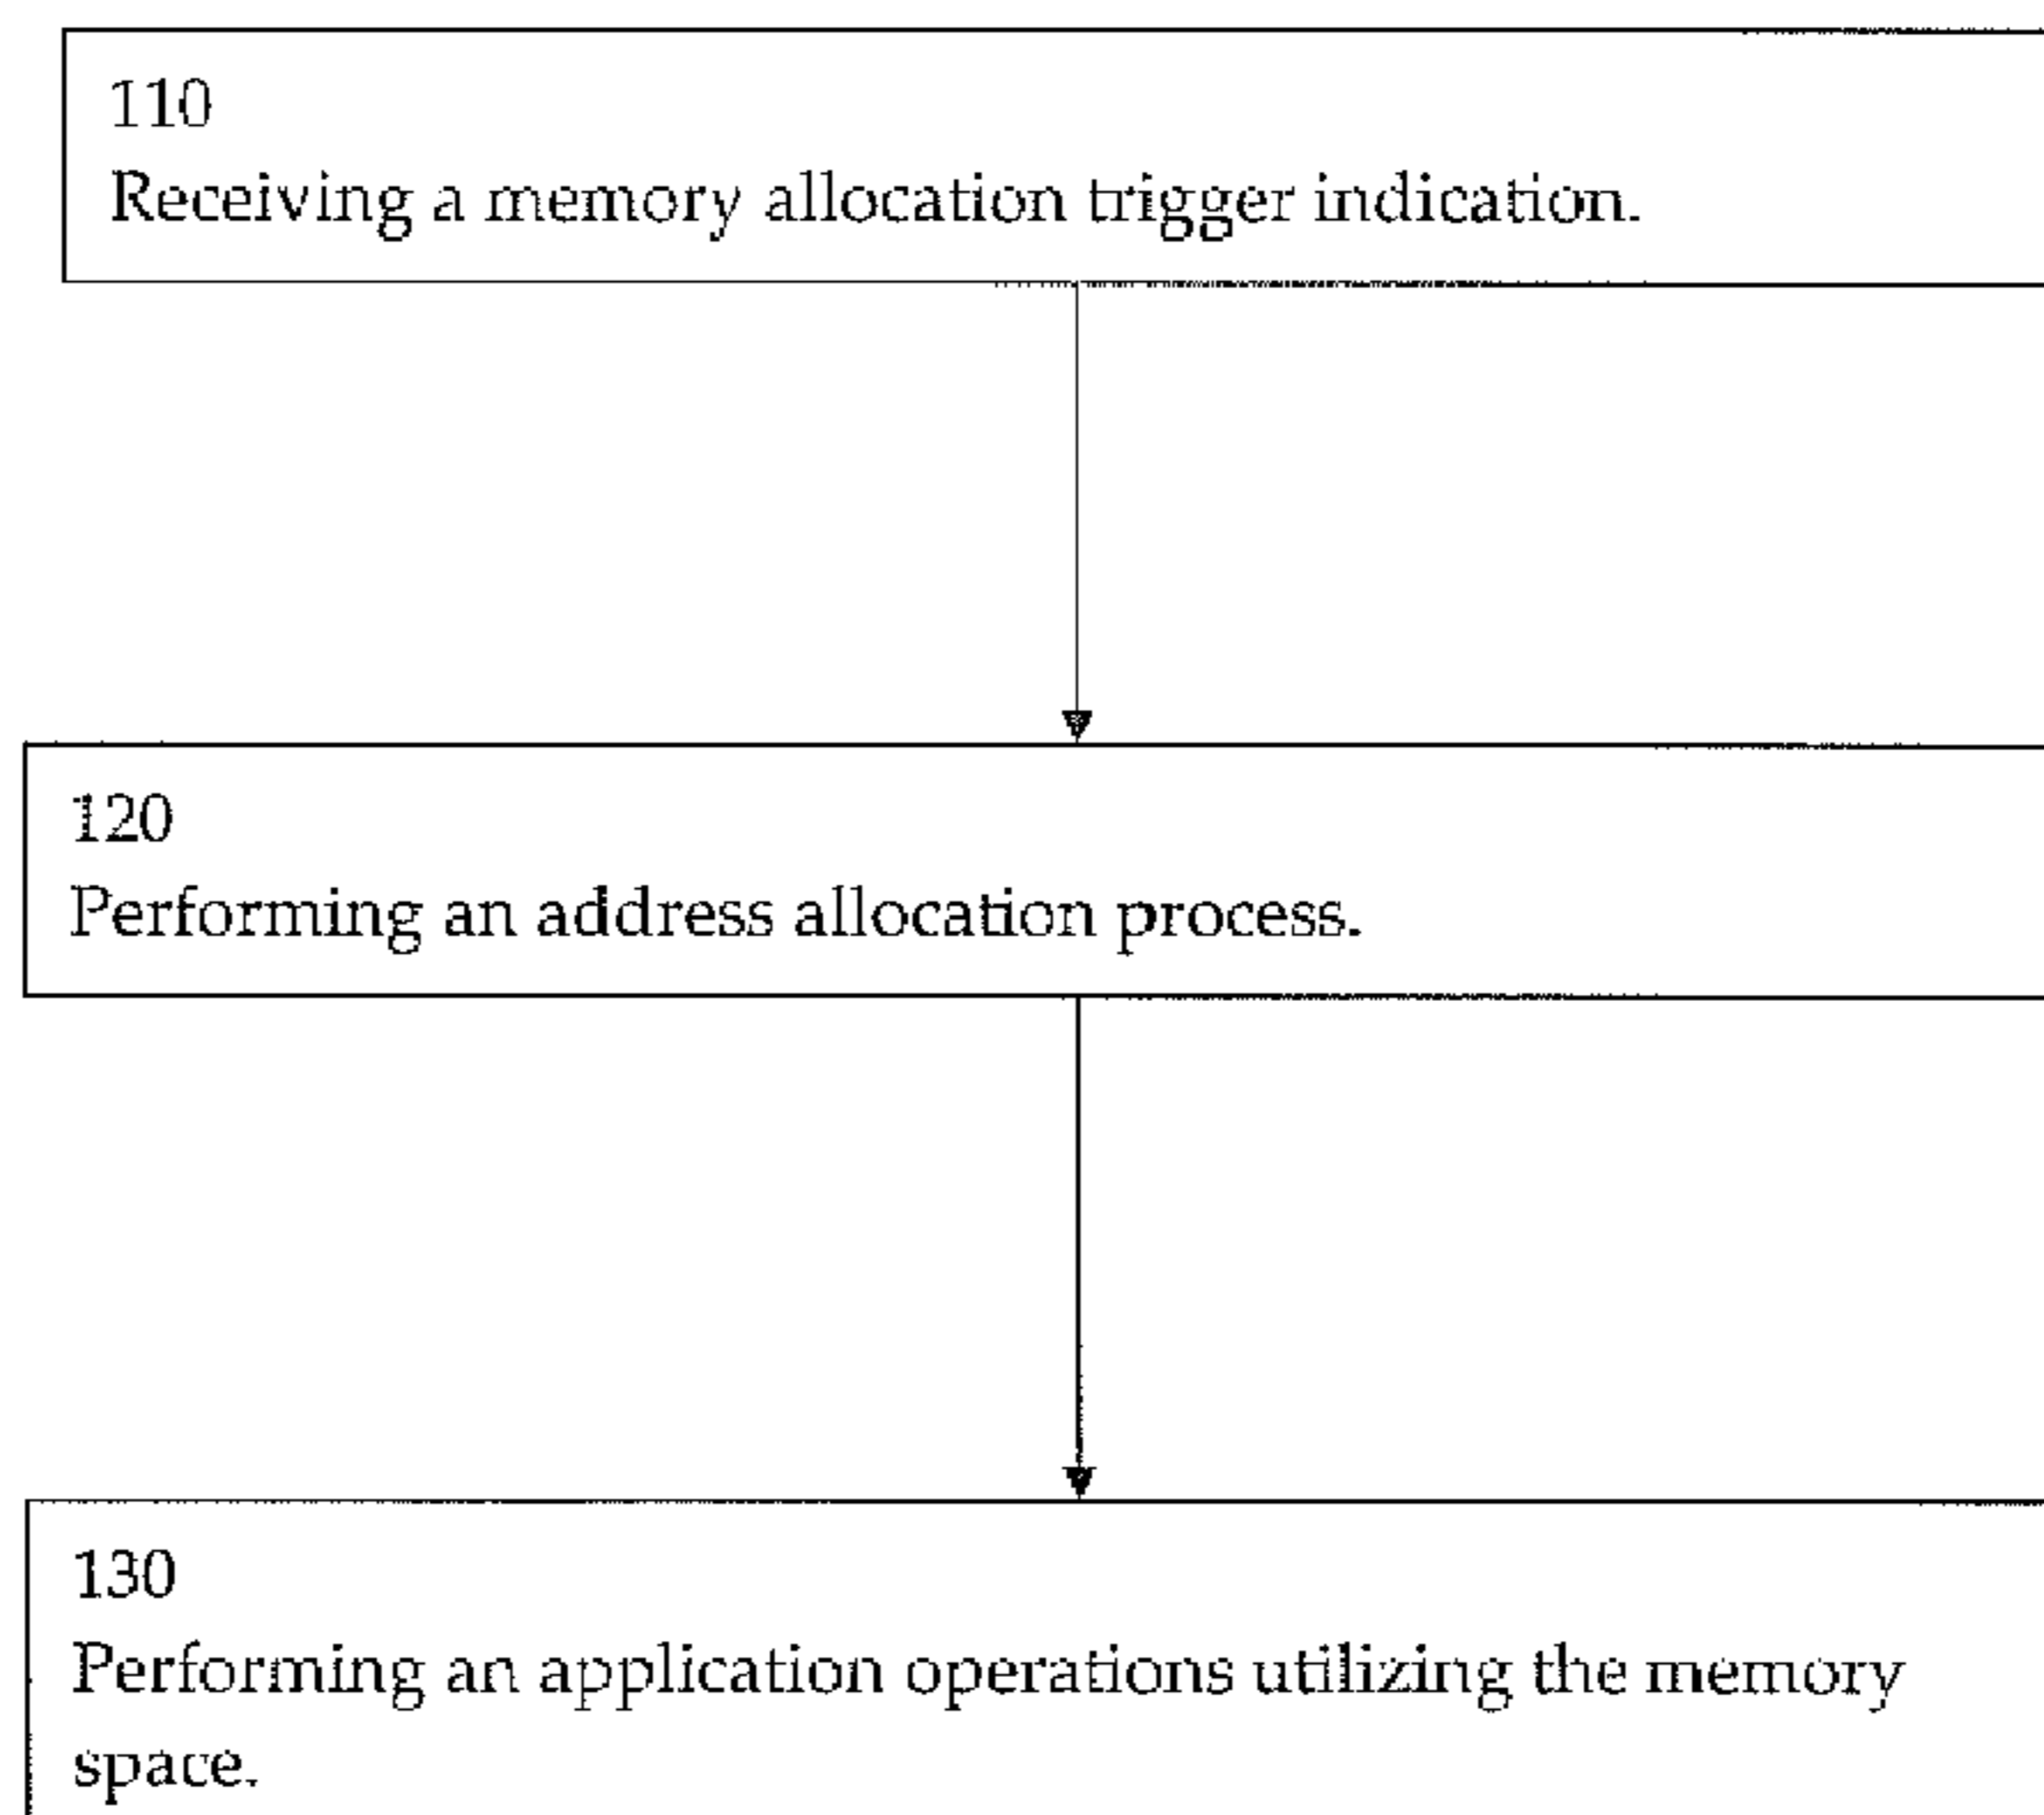 110
Receiving a memory allocation trigger indication.
120
Performing an address allocation process.
130
Performing an application operations utilizing the memory
space.